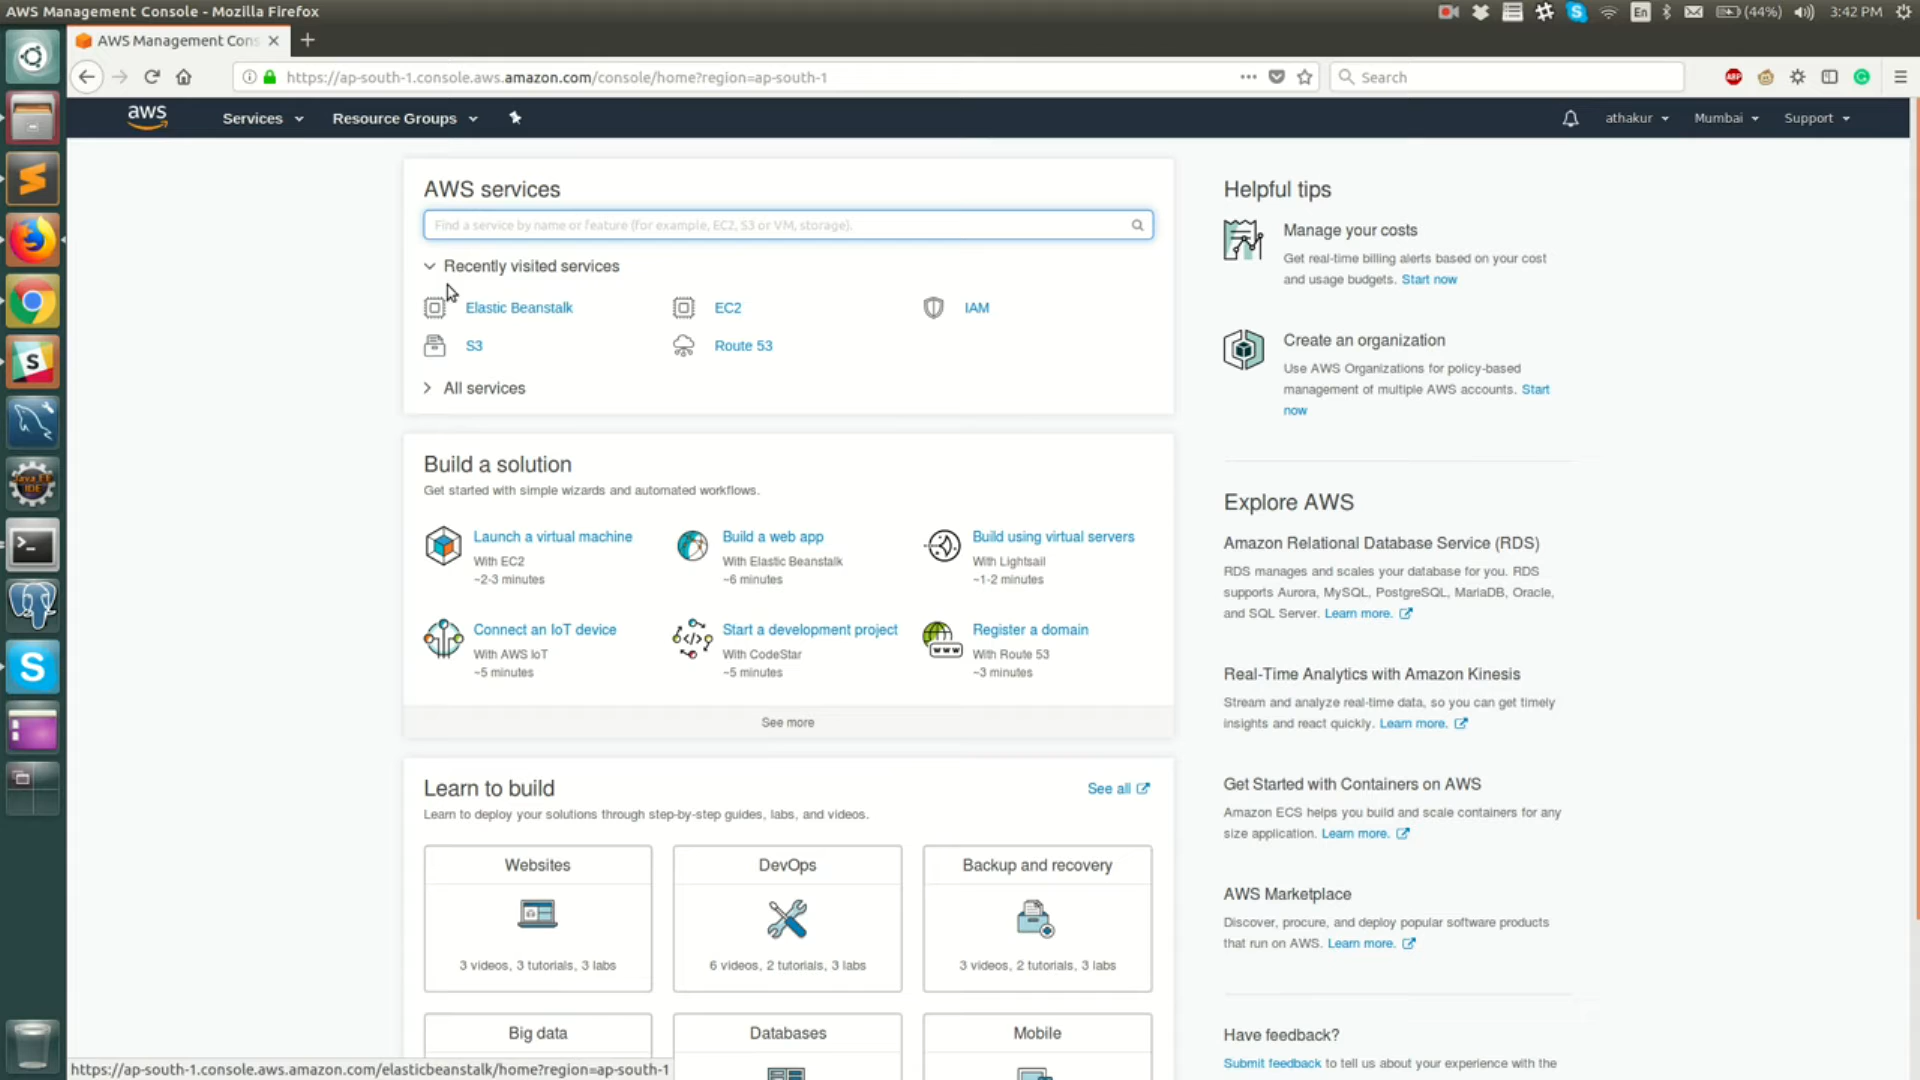 AWS Management Console - Mozilla Firefox
En
(44%)
3:42 PM
AWS Management Cons
https://ap-south-1.console.aws.amazon.com/console/home?region=ap-south-1
Search
ABP
aws
Services
Resource Groups
athakur
Mumbai
Support
AWS services
Find a service by name or feature (for example, EC2, S3 or VM, storage).
Recently visited services
Elastic Beanstalk
EC2
IAM
S3
Route 53
All services
Build a solution
Get started with simple wizards and automated workflows.
Launch a virtual machine
With EC2
~2-3 minutes
Build a web app
With Elastic Beanstalk
~6 minutes
Build using virtual servers
With Lightsail
~1-2 minutes
Connect an IoT device
With AWS IoT
~5 minutes
Start a development project
With CodeStar
~5 minutes
Register a domain
With Route 53
~3 minutes
See more
Learn to build
See all
Learn to deploy your solutions through step-by-step guides, labs, and videos.
Websites
3 videos, 3 tutorials, 3 labs
DevOps
6 videos, 2 tutorials, 3 labs
Backup and recovery
3 videos, 2 tutorials, 3 labs
Big data
Databases
Mobile
Helpful tips
Manage your costs
Get real-time billing alerts based on your cost
and usage budgets. Start now
Create an organization
Use AWS Organizations for policy-based
management of multiple AWS accounts. Start
now
Explore AWS
Amazon Relational Database Service (RDS)
RDS manages and scales your database for you. RDS
supports Aurora, MySQL, PostgreSQL, MariaDB, Oracle,
and SQL Server. Learn more.
Real-Time Analytics with Amazon Kinesis
Stream and analyze real-time data, so you can get timely
insights and react quickly. Learn more.
Get Started with Containers on AWS
Amazon ECS helps you build and scale containers for any
size application. Learn more.
AWS Marketplace
Discover, procure, and deploy popular software products
that run on AWS. Learn more.
Have feedback?
Submit feedback to tell us about your experience with the
https://ap-south-1.console.aws.amazon.com/elasticbeanstalk/home?region=ap-south-1